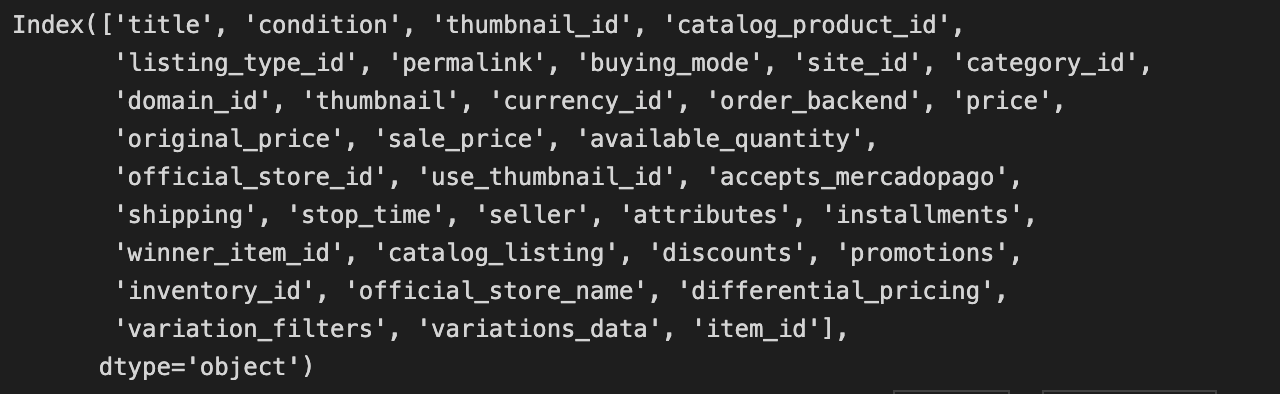 Index(['title', 'condition', 'thumbnail_id', 'catalog_product_id',
'listing_type_id', 'permalink', 'buying_mode', 'site_id', 'category_id',
'domain_id', 'thumbnail', 'currency_id', 'order_backend', 'price',
'original_price', 'sale_price', 'available_quantity',
'official_store_id', 'use_thumbnail_id', 'accepts_mercadopago',
'shipping', 'stop_time', 'seller', 'attributes', 'installments',
'winner_item_id', 'catalog_listing', 'discounts', 'promotions',
'inventory_id', 'official_store_name', 'differential_pricing',
'variation_filters', 'variations_data', 'item_id'],
dtype='object')